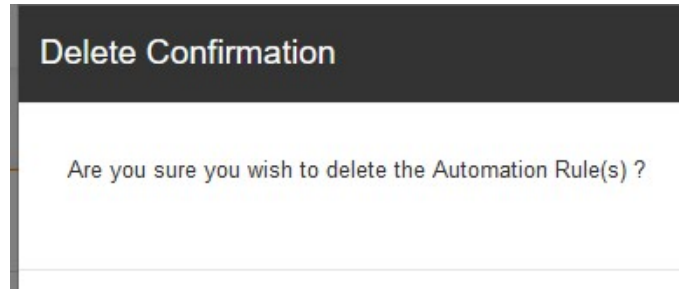 Delete Confirmation
Are you sure you wish to delete the Automation Rule(s) ?